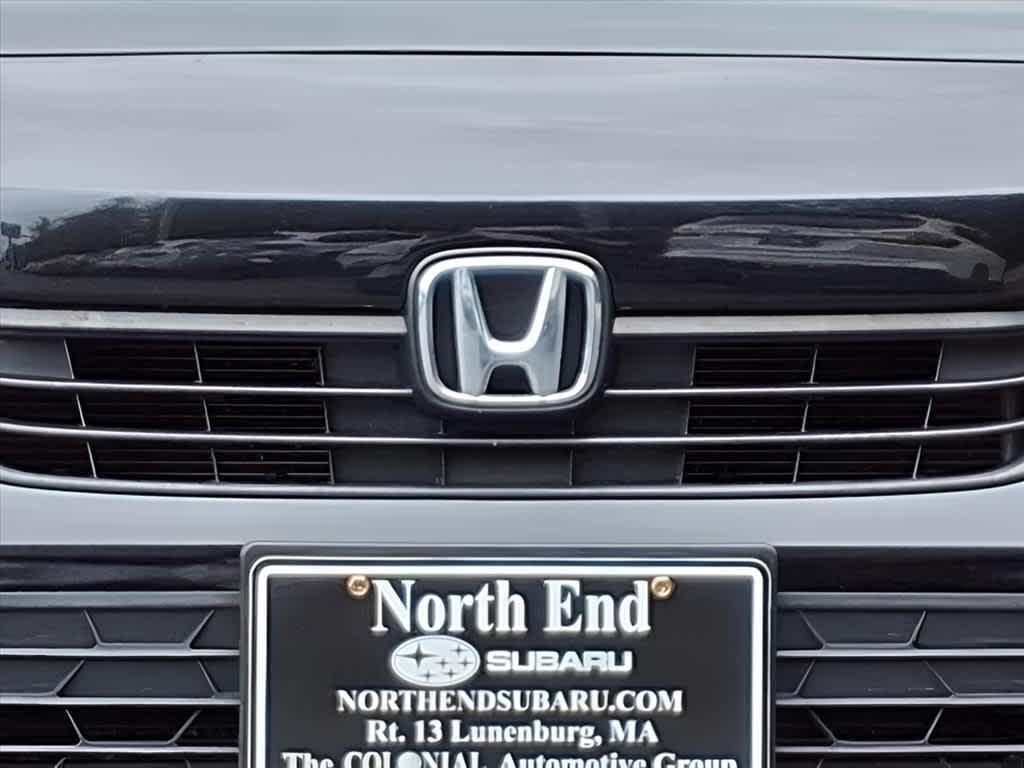 North End
SUBARU
NORTHENDSUBARU.COM
Rt. 13 Lunenburg, MA
The COLONIAL Automotive Group